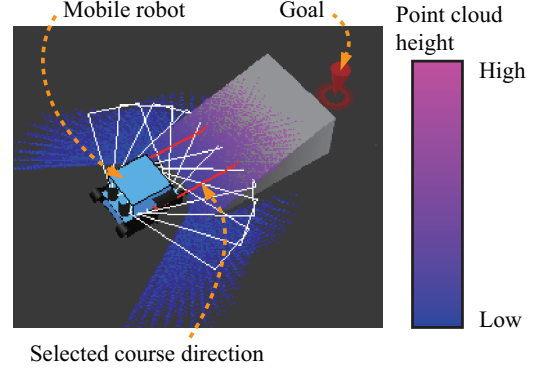 Mobile robot
Goal
Point cloud
height
High
Low
Selected course direction